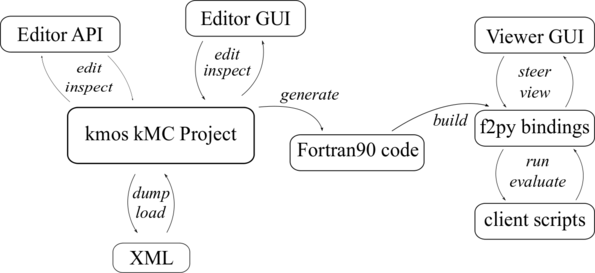 Editor API
Editor GUI
Viewer GUI
edit
inspect
edit
inspect
steer
view
generate
kmos kMC Project
build
f2py bindings
Fortran90 code
run
evaluate
dump
load
client scripts
XML